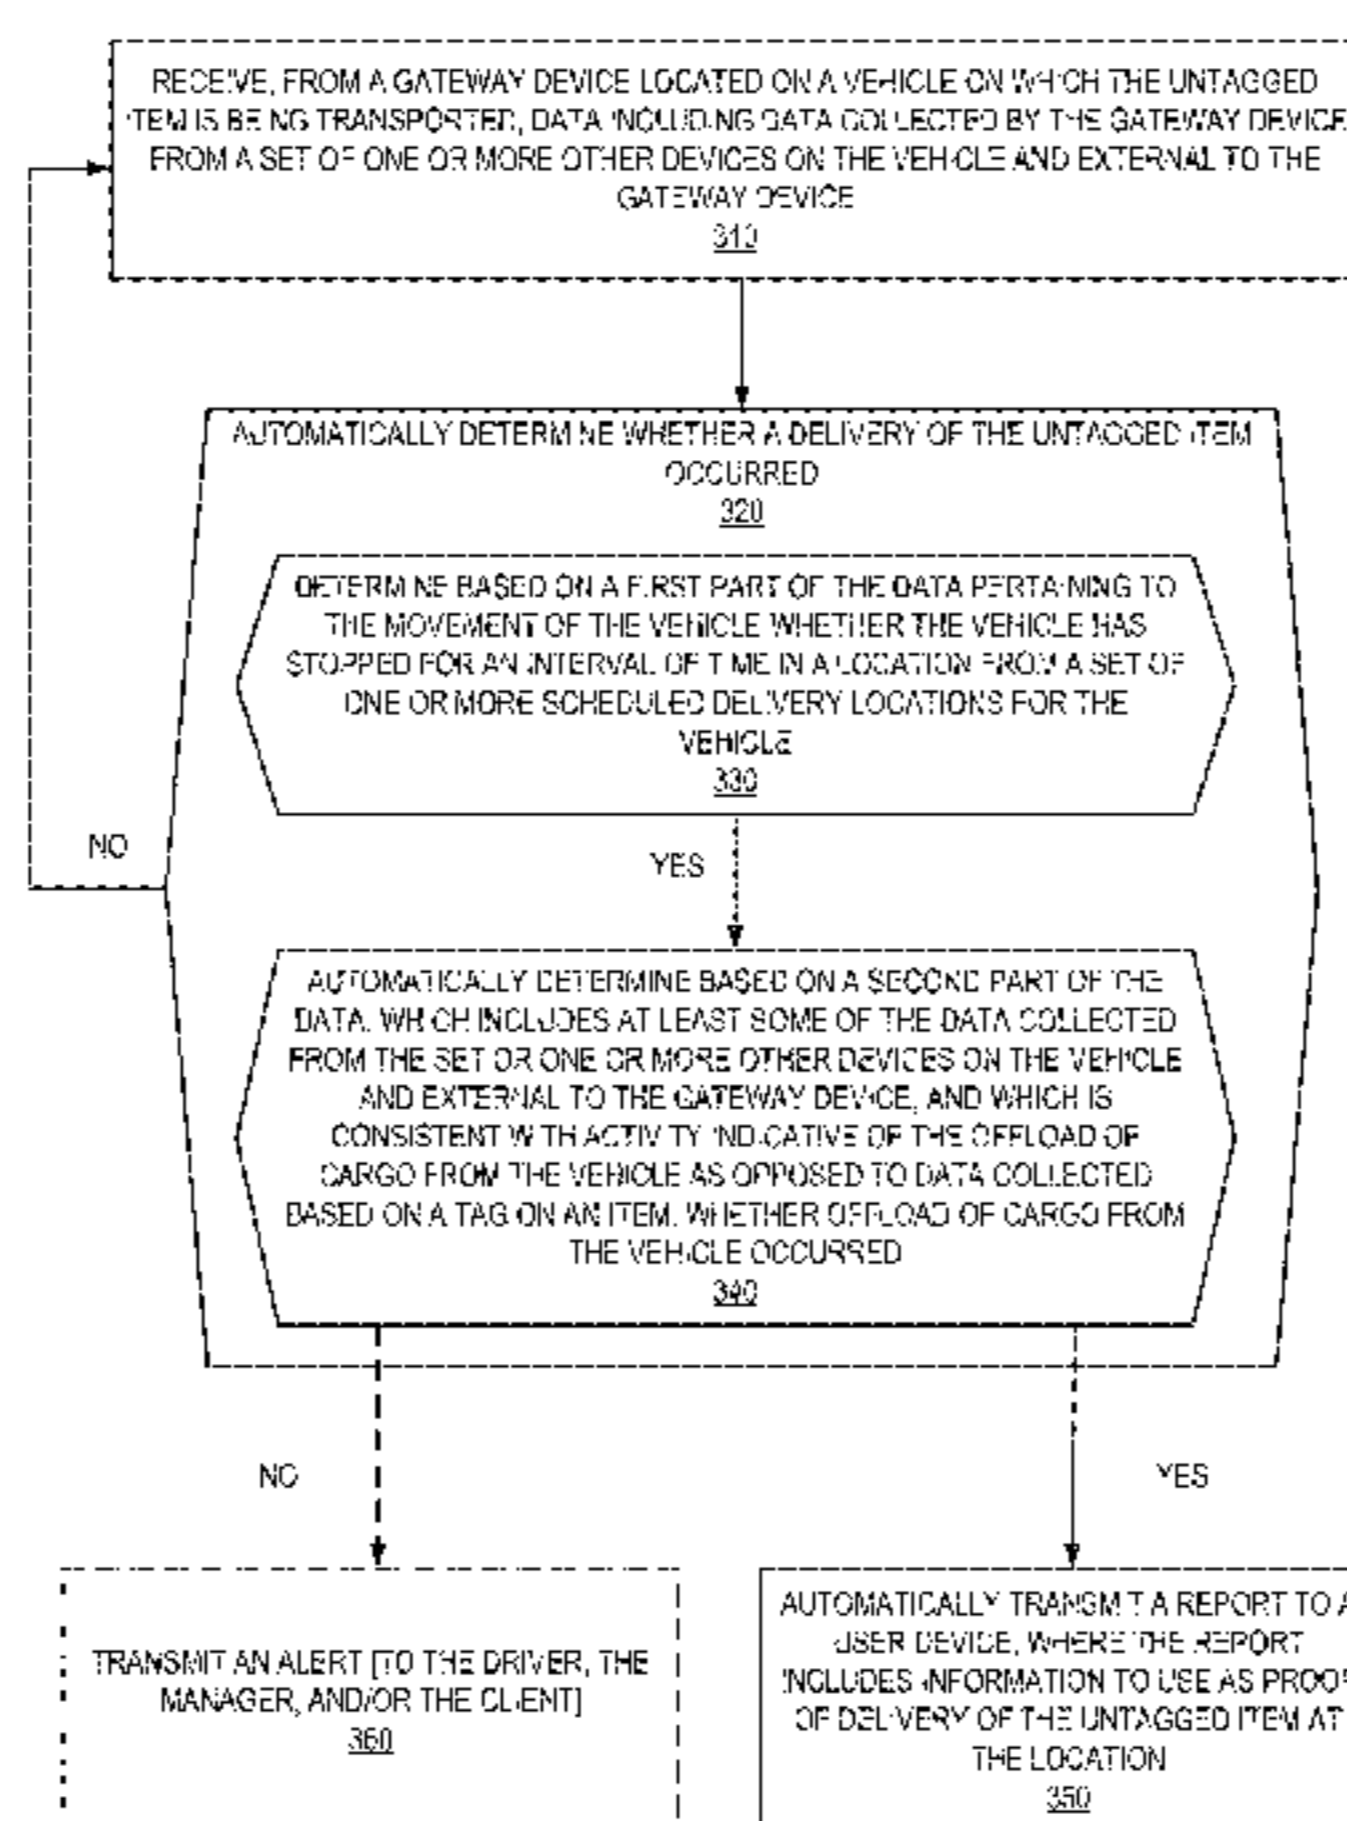 RECEIVE, FROM A GATEWAY DEVICE LOCATED ON A VEHICLE ON WHICH THE UNTAGGED
ITEM IS BEING TRANSPORTED, DATA INCLUDING DATA COLLECTED BY THE GATEWAY DEVICE
FROM A SET OF ONE OR MORE OTHER DEVICES ON THE VEHICLE AND EXTERNAL TO THE
GATEWAY DEVICE
310
AUTOMATICALLY DETERMINE WHETHER A DELIVERY OF THE UNTAGGED ITEM
OCCURRED
320
DETERMINE BASED ON A FIRST PART OF THE DATA PERTAINING TO
THE MOVEMENT OF THE VEHICLE WHETHER THE VEHICLE HAS
STOPPED FOR AN INTERVAL OF TIME IN A LOCATION FROM A SET OF
ONE OR MORE SCHEDULED DELIVERY LOCATIONS FOR THE
VEHICLE
330
NO
YES
AUTOMATICALLY DETERMINE BASED ON A SECOND PART OF THE
DATA, WHICH INCLUDES AT LEAST SOME OF THE DATA COLLECTED
FROM THE SET OR ONE OR MORE OTHER DEVICES ON THE VEHICLE
AND EXTERNAL TO THE GATEWAY DEVICE, AND WHICH IS
CONSISTENT WITH ACTIVITY INDICATIVE OF THE OFFLOAD OF
CARGO FROM THE VEHICLE AS OPPOSED TO DATA COLLECTED
BASED ON A TAG ON AN ITEM, WHETHER OFFLOAD OF CARGO FROM
THE VEHICLE OCCURRED
340
NO
YES
TRANSMIT AN ALERT [TO THE DRIVER, THE
MANAGER, AND/OR THE CLIENT]
360
AUTOMATICALLY TRANSMIT A REPORT TO A
USER DEVICE, WHERE THE REPORT
INCLUDES INFORMATION TO USE AS PROOF
OF DELIVERY OF THE UNTAGGED ITEM AT
THE LOCATION
350